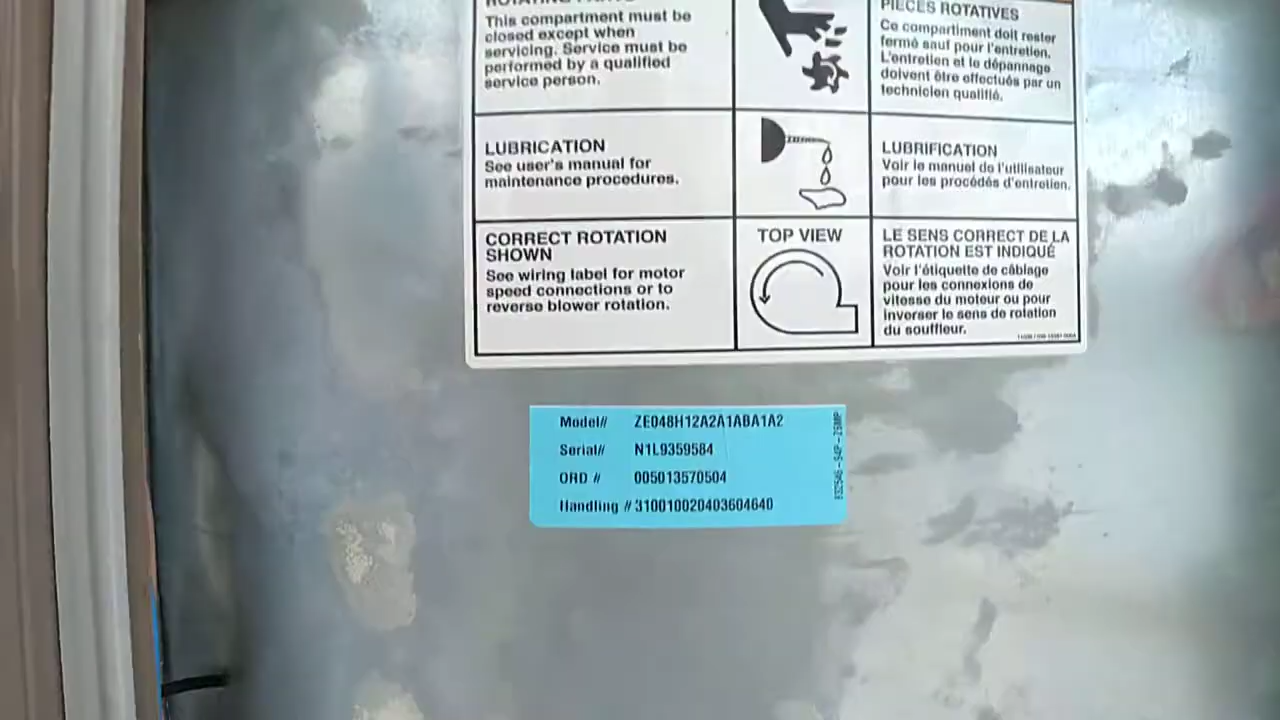 This compartment must be
closed except when
servicing. Service must be
performed by a qualified
service person.
PIÈCES ROTATIVES
Ce compartiment doit rester
fermé sauf pour l'entretien.
L'entretien et le dépannage
doivent être effectués par un
technicien qualifié.
LUBRICATION
See user's manual for
maintenance procedures.
LUBRIFICATION
Voir le manuel de l'utilisateur
pour les procédés d'entretien.
CORRECT ROTATION
SHOWN
See wiring label for motor
speed connections or to
reverse blower rotation.
TOP VIEW
LE SENS CORRECT DE LA
ROTATION EST INDIQUÉ
Voir l'étiquette de câblage
pour les connexions de
vitesse du moteur ou pour
inverser le sens de rotation
du souffleur.
Model# ZE048H12A2A1ABA1A2
Serial# N1L9359584
ORD # 005013570504
Handling # 310010020403604640